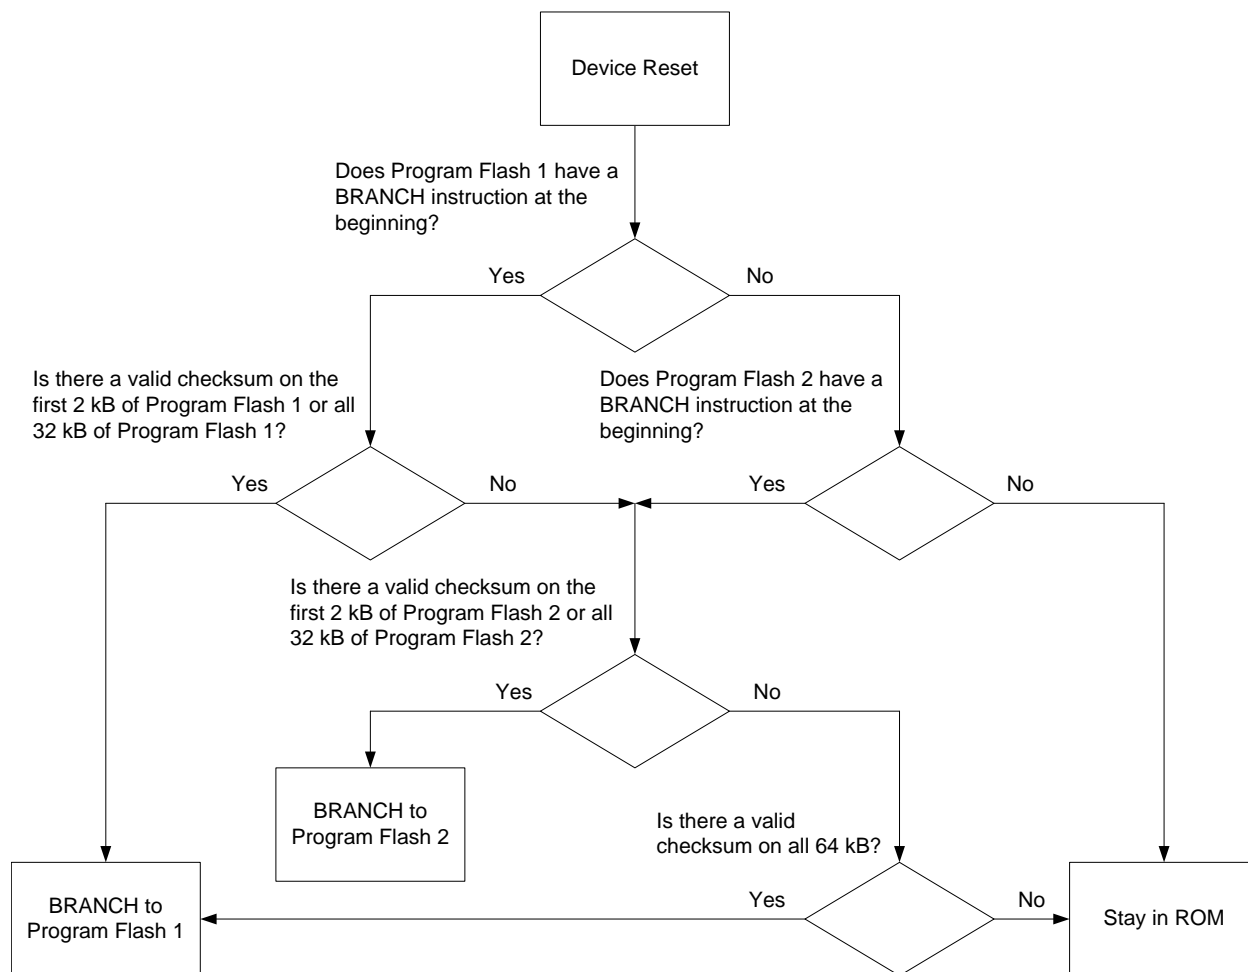 Device Reset
Does Program Flash 1 have a
BRANCH instruction at the
beginning?
Yes
No
Is there a valid checksum on the
first 2 kB of Program Flash 1 or all
32 kB of Program Flash 1?
Does Program Flash 2 have a
BRANCH instruction at the
beginning?
Yes
No
Yes
No
Is there a valid checksum on the
first 2 kB of Program Flash 2 or all
32 kB of Program Flash 2?
Yes
No
BRANCH to
Program Flash 2
Is there a valid
checksum on all 64 kB?
BRANCH to
Program Flash 1
Yes
No
Stay in ROM